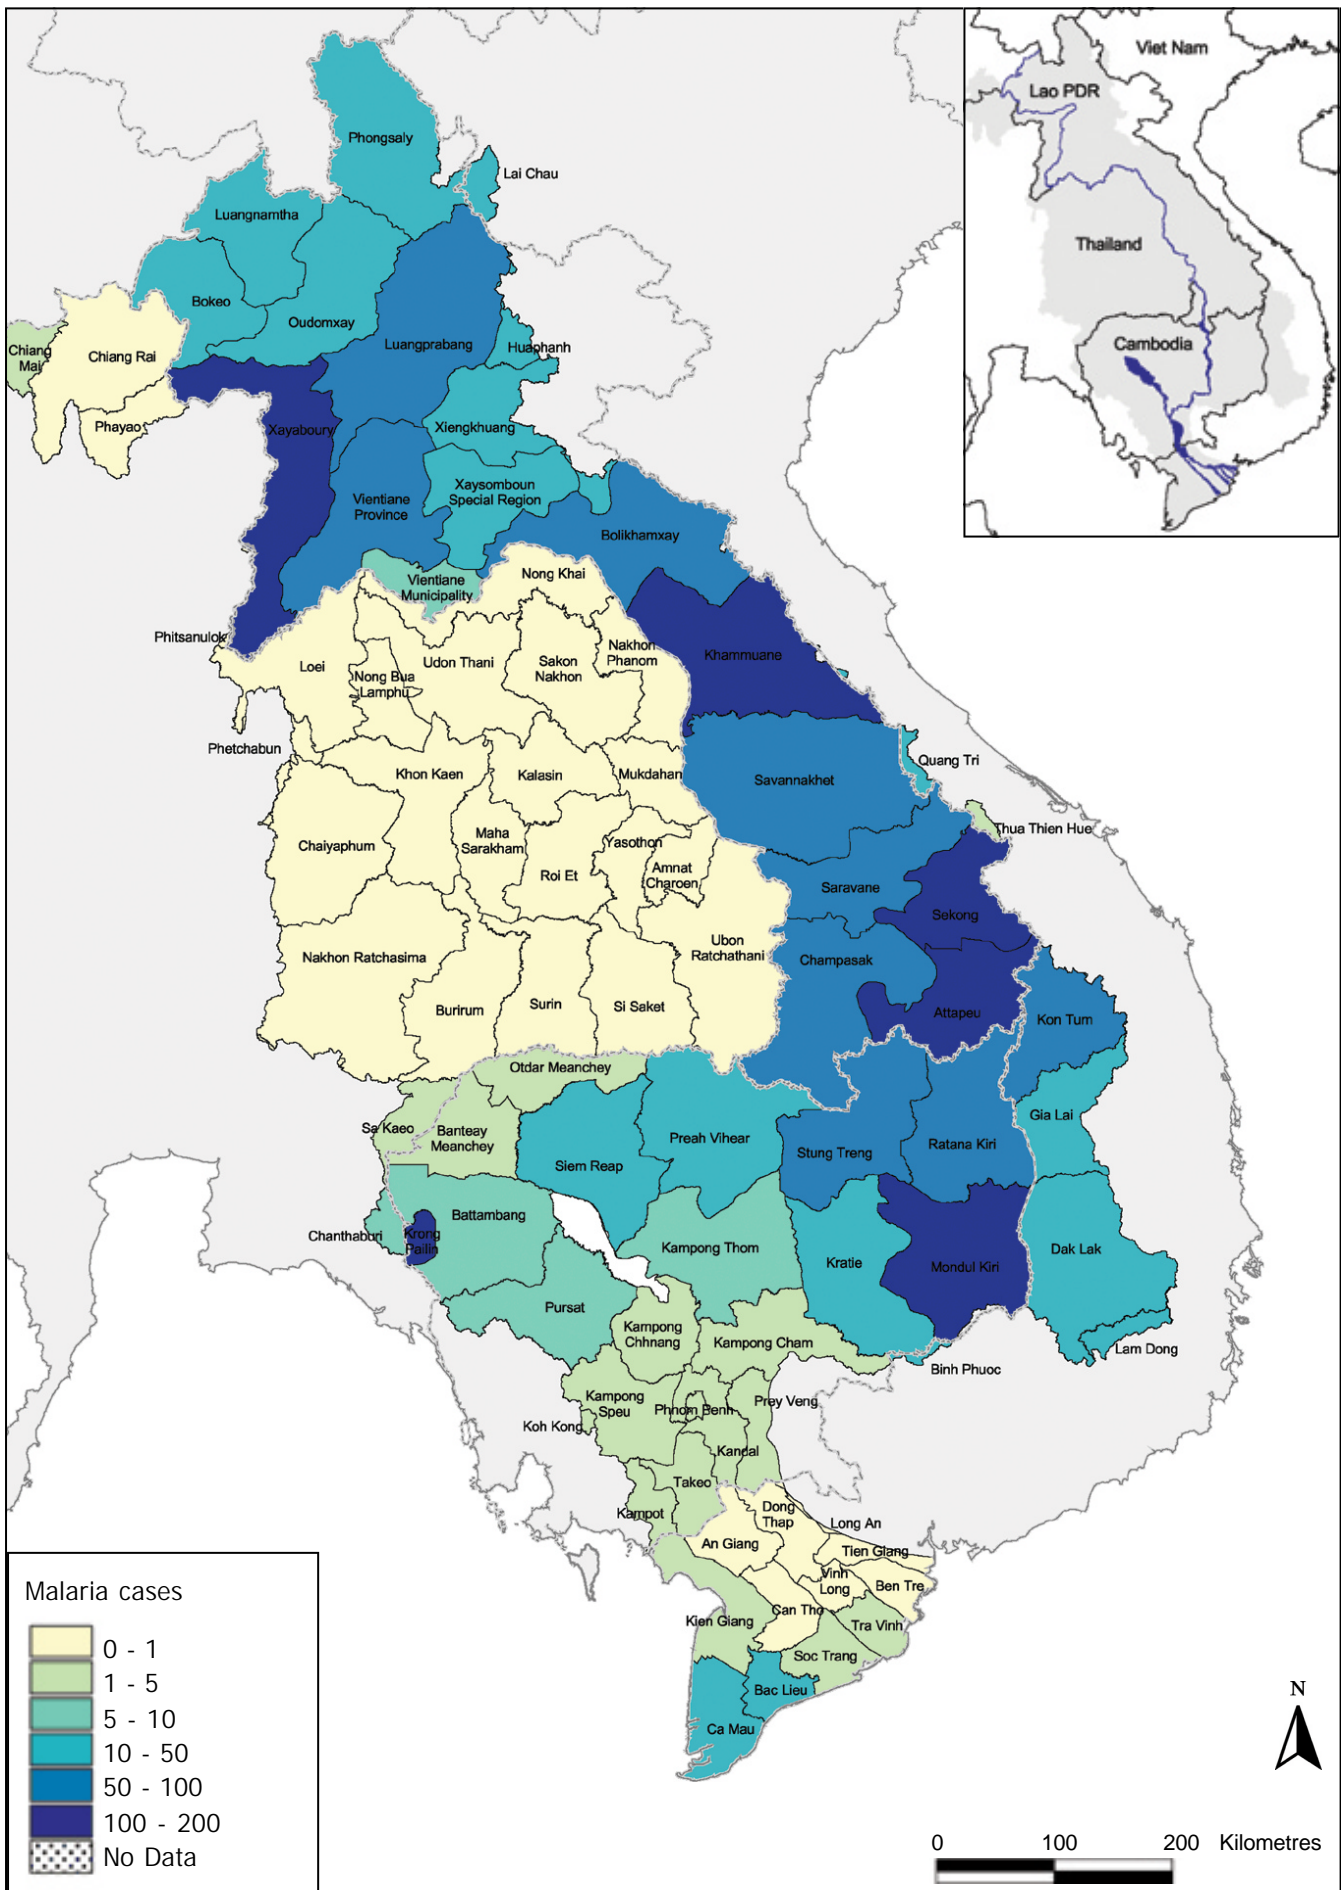 Viet Nam
Lao PDR
Thailand
Cambodia
Phongsaly
Lai Chau
Luangnamtha
Bokeo
Oudomxay
Luangprabang
Huaphanh
Chiang
Mai
Chiang Rai
Phayao
Xayaboury
Xiengkhuang
Xaysomboun
Special Region
Vientiane
Province
Bolikhamxay
Vientiane
Municipality
Nong Khai
Phitsanulok
Loei
Nong Bua
Lamphu
Udon Thani
Sakon
Nakhon
Nakhon
Phanom
Khammuane
Phetchabun
Khon Kaen
Kalasin
Mukdahan
Savannakhet
Quang Tri
Thua Thien Hue
Chaiyaphum
Maha
Sarakham
Roi Et
Yasothon
Amnat
Charoen
Saravane
Sekong
Nakhon Ratchasima
Burirum
Surin
Si Saket
Ubon
Ratchathani
Champasak
Attapeu
Kon Tum
Otdar Meanchey
Sa Kaeo
Banteay
Meanchey
Siem Reap
Preah Vihear
Stung Treng
Ratana Kiri
Gia Lai
Chanthaburi
Krong
Pailin
Battambang
Kampong Thom
Kratie
Mondul Kiri
Dak Lak
Pursat
Kampong
Chhnang
Kampong Cham
Binh Phuoc
Lam Dong
Kampong
Speu
Phnom Penh
Prey Veng
Koh Kong
Kandal
Takeo
Kampot
Dong
Thap
Long An
An Giang
Tien Giang
Vinh
Long
Ben Tre
Can Tho
Kien Giang
Tra Vinh
Soc Trang
Bac Lieu
Ca Mau
Malaria cases
0 - 1
1 - 5
5 - 10
10 - 50
50 - 100
100 - 200
No Data
N
0 100 200 Kilometres